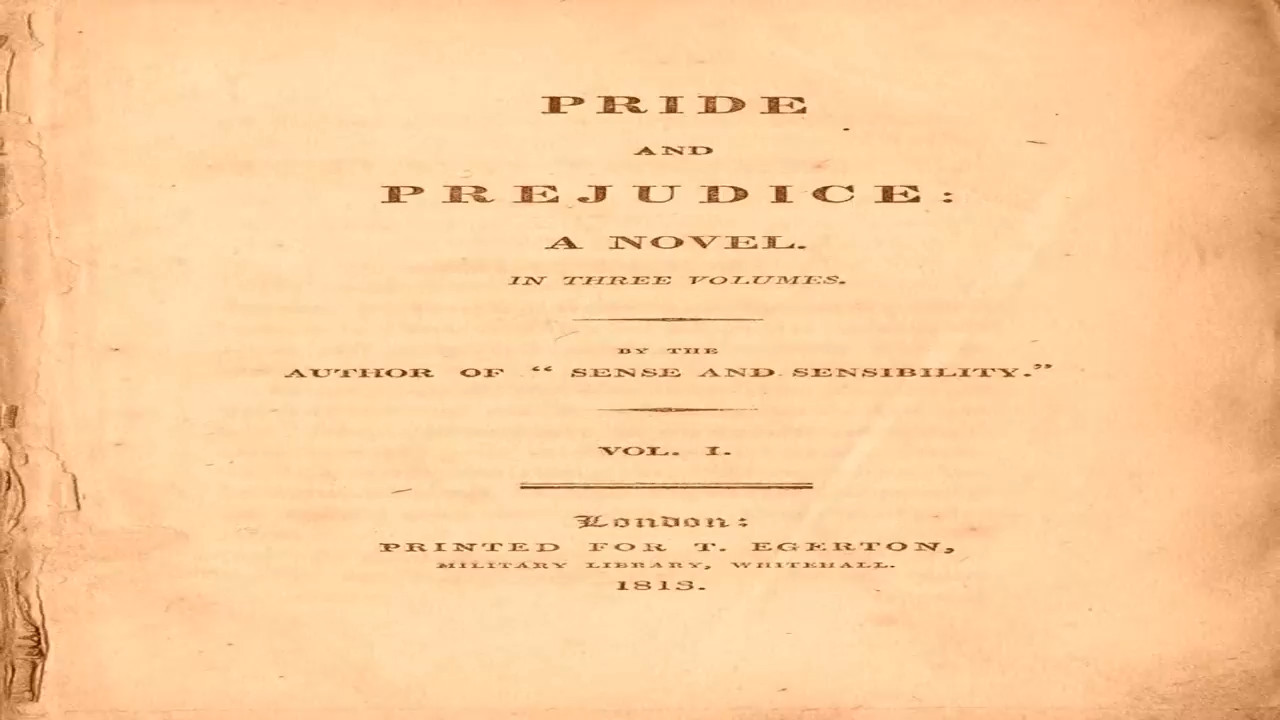 PRIDE
AND
PREJUDICE:
A NOVEL.
IN THREE VOLUMES.
BY THE
AUTHOR OF “ SENSE AND SENSIBILITY.”
VOL. I.
London:
PRINTED FOR T. EGERTON,
MILITARY LIBRARY, WHITEHALL.
1813.